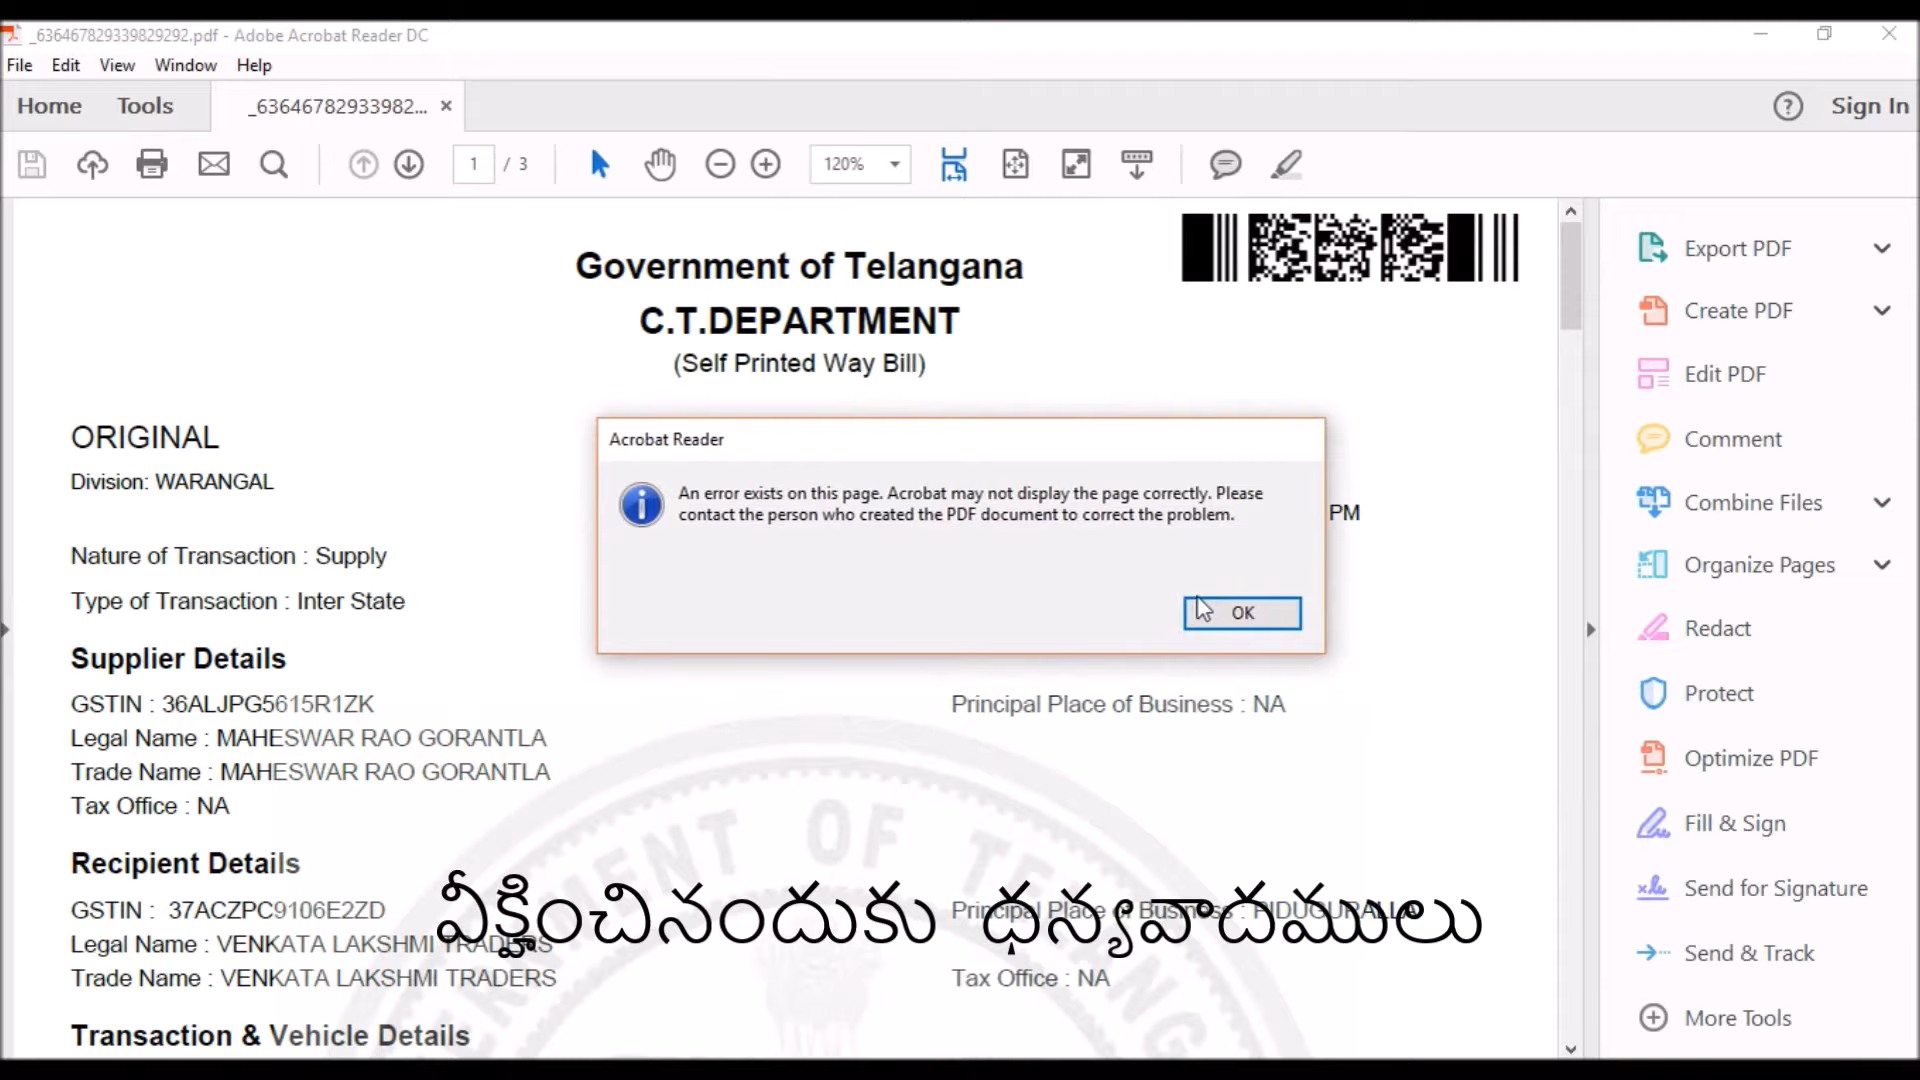 _636467829339829292.pdf - Adobe Acrobat Reader DC
File Edit View Window Help
Home Tools _63646782933982... × ? Sign In
1 / 3 120%
Government of Telangana
C.T.DEPARTMENT
(Self Printed Way Bill)
ORIGINAL
Division: WARANGAL
PM
Nature of Transaction : Supply
Type of Transaction : Inter State
Acrobat Reader
An error exists on this page. Acrobat may not display the page correctly. Please
contact the person who created the PDF document to correct the problem.
OK
Supplier Details
GSTIN : 36ALJPG5615R1ZK
Principal Place of Business : NA
Legal Name : MAHESWAR RAO GORANTLA
Trade Name : MAHESWAR RAO GORANTLA
Tax Office : NA
Recipient Details
GSTIN : 37ACZPC9106E2ZD
Principal Place of Business : PIDUGURALLA
Legal Name : VENKATA LAKSHMI TRADERS
Trade Name : VENKATA LAKSHMI TRADERS
Tax Office : NA
Transaction & Vehicle Details
వీక్షించినందుకు ధన్యవాదములు
Export PDF
Create PDF
Edit PDF
Comment
Combine Files
Organize Pages
Redact
Protect
Optimize PDF
Fill & Sign
Send for Signature
Send & Track
More Tools